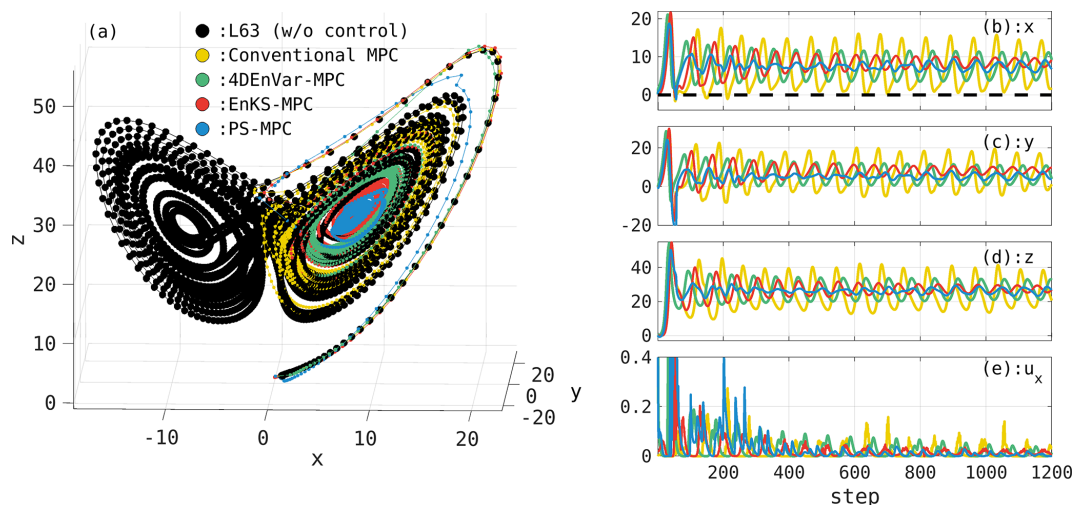 (a)
:L63 (w/o control)
:Conventional MPC
:4DEnVar-MPC
:EnKS-MPC
:PS-MPC
50
40
30
20
10
0
z
-10
0
10
20
x
20
0
-20
y
20
10
0
(b):x
20
0
-20
(c):y
40
20
0
(d):z
0.4
0.2
0
(e):uₓ
200
400
600
800
1000
1200
step